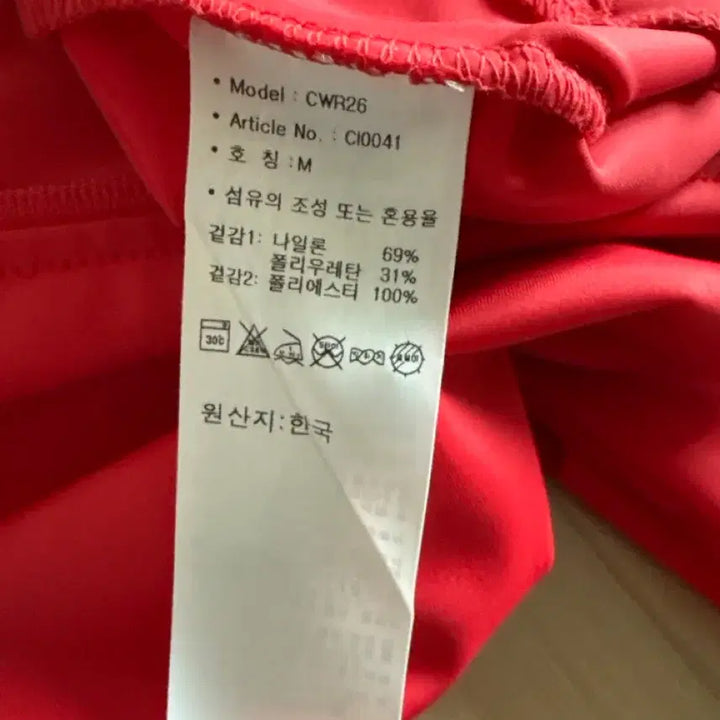 • Model : CWR26
• Article No. : CI0041
• 호 칭 : M
• 섬유의 조성 또는 혼용율
겉감1: 나일론 69%
폴리우레탄 31%
겉감2: 폴리에스터 100%
30℃
원산지:한국